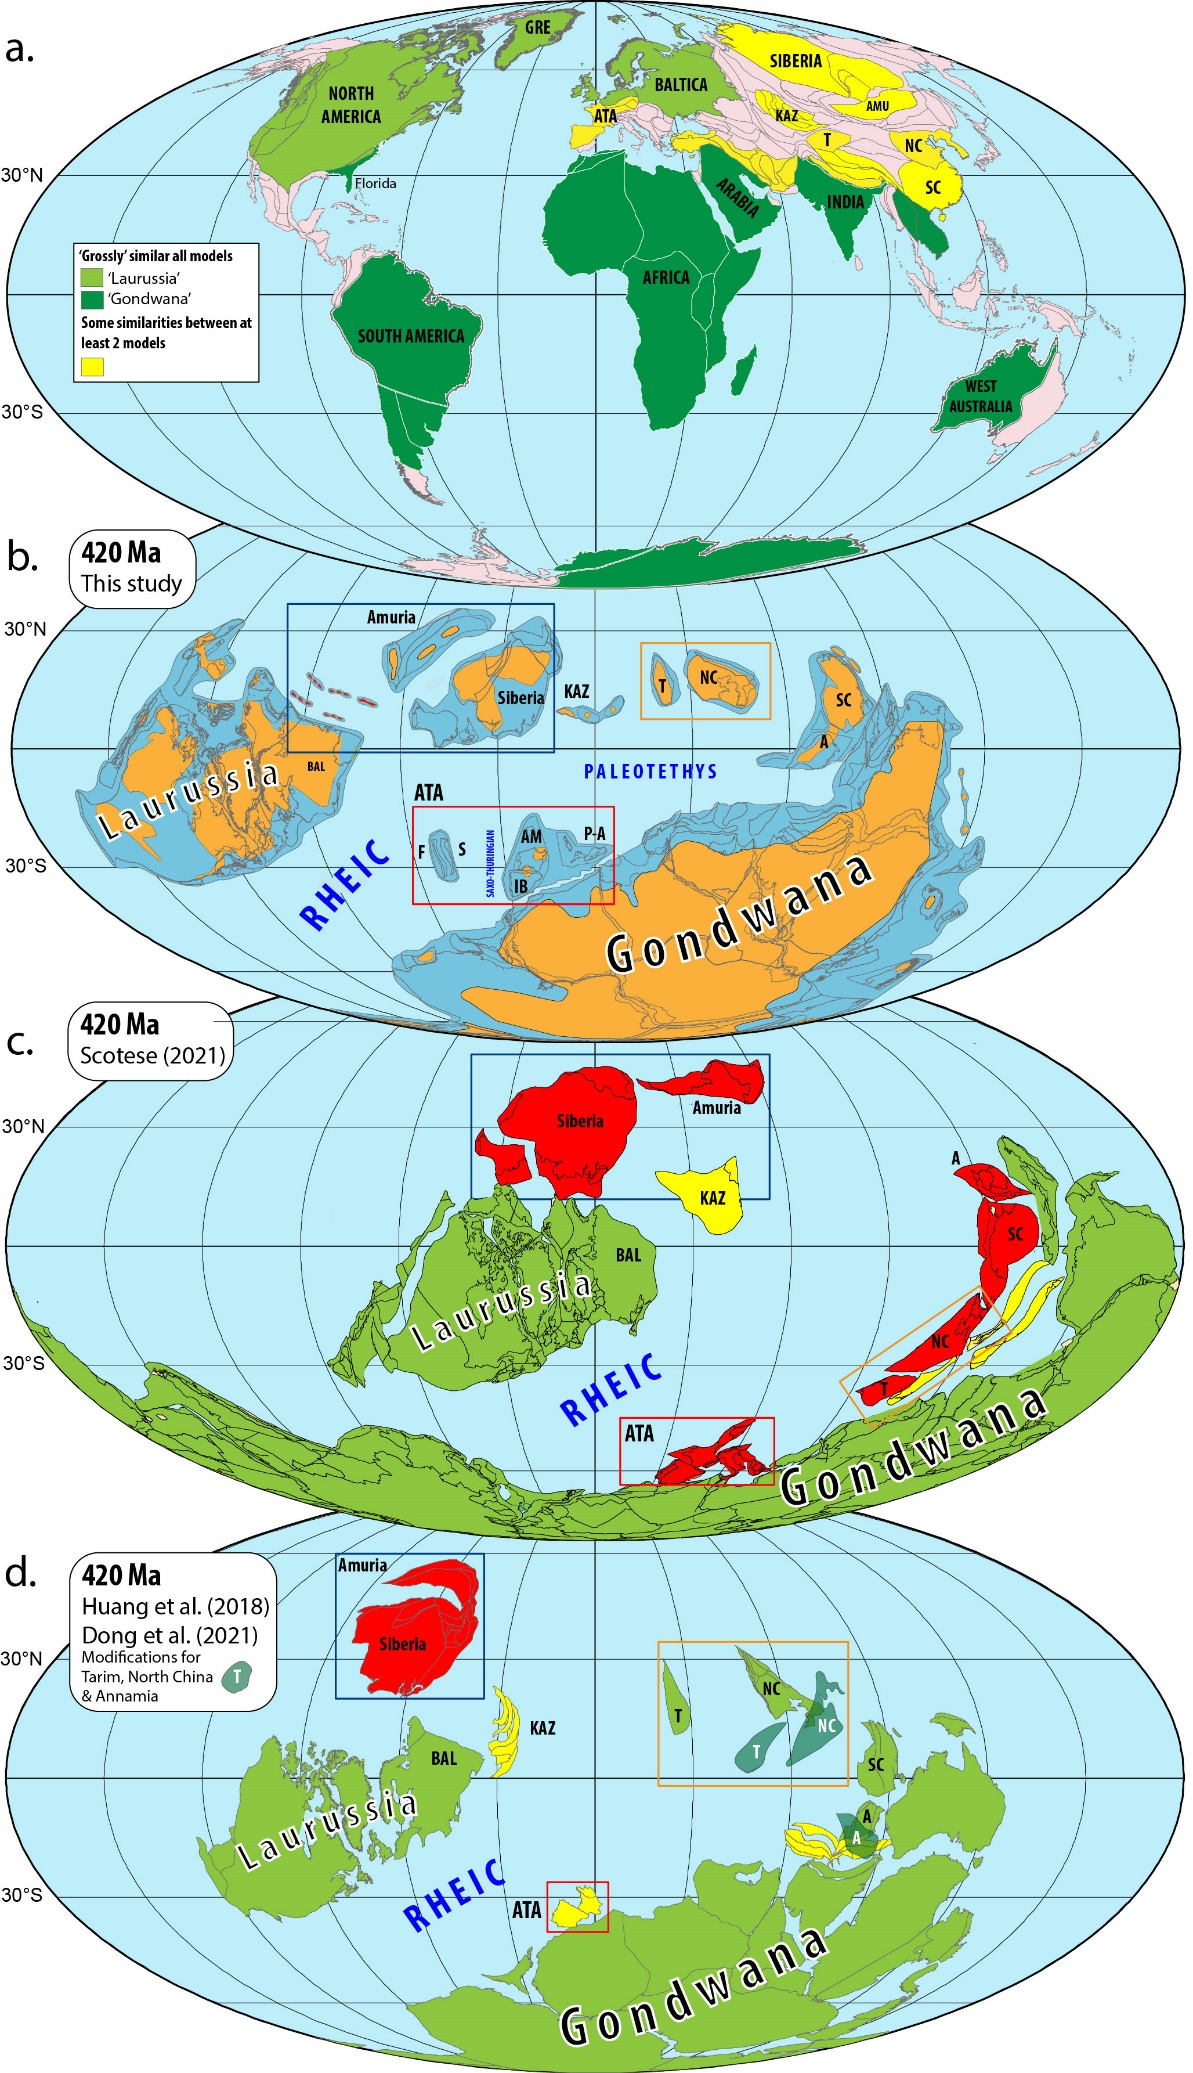 a.
GRE
NORTH
AMERICA
BALTICA
SIBERIA
ATA
KAZ
AMU
T
NC
SC
30°N
Florida
ARABIA
INDIA
'Grossly' similar all models
'Laurussia'
'Gondwana'
Some similarities between at
least 2 models
AFRICA
SOUTH AMERICA
WEST
AUSTRALIA
30°S
b.
420 Ma
This study
30°N
Amuria
Siberia
KAZ
T
NC
SC
A
BAL
Laurussia
PALEOTETHYS
ATA
F
S
SAXO-THURINGIAN
AM
P-A
IB
30°S
RHEIC
Gondwana
c.
420 Ma
Scotese (2021)
30°N
Siberia
Amuria
KAZ
A
SC
BAL
Laurussia
NC
T
30°S
RHEIC
ATA
Gondwana
d.
420 Ma
Huang et al. (2018)
Dong et al. (2021)
Modifications for
Tarim, North China
& Annamia
T
Amuria
Siberia
30°N
KAZ
T
NC
NC
T
BAL
SC
A
A
Laurussia
30°S
RHEIC
ATA
Gondwana